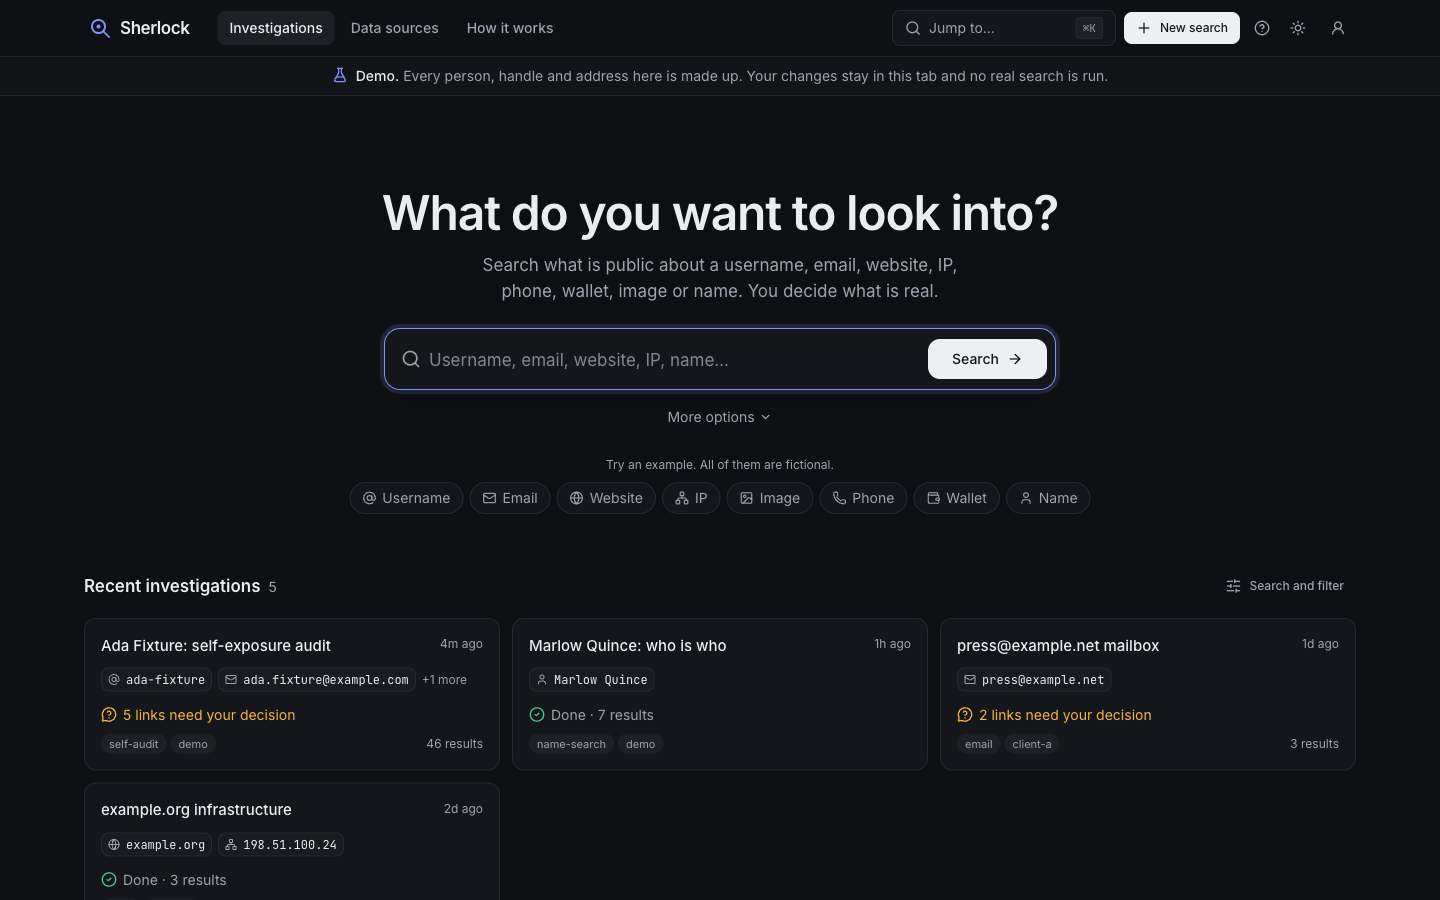 Sherlock
Investigations
Data sources
How it works
Jump to...
⌘K
New search
Demo. Every person, handle and address here is made up. Your changes stay in this tab and no real search is run.
What do you want to look into?
Search what is public about a username, email, website, IP,
phone, wallet, image or name. You decide what is real.
Username, email, website, IP, name...
Search
More options
Try an example. All of them are fictional.
Username
Email
Website
IP
Image
Phone
Wallet
Name
Recent investigations 5
Search and filter
Ada Fixture: self-exposure audit
4m ago
ada-fixture
ada.fixture@example.com
+1 more
5 links need your decision
self-audit
demo
46 results
Marlow Quince: who is who
1h ago
Marlow Quince
Done · 7 results
name-search
demo
press@example.net mailbox
1d ago
press@example.net
2 links need your decision
email
client-a
3 results
example.org infrastructure
2d ago
example.org
198.51.100.24
Done · 3 results